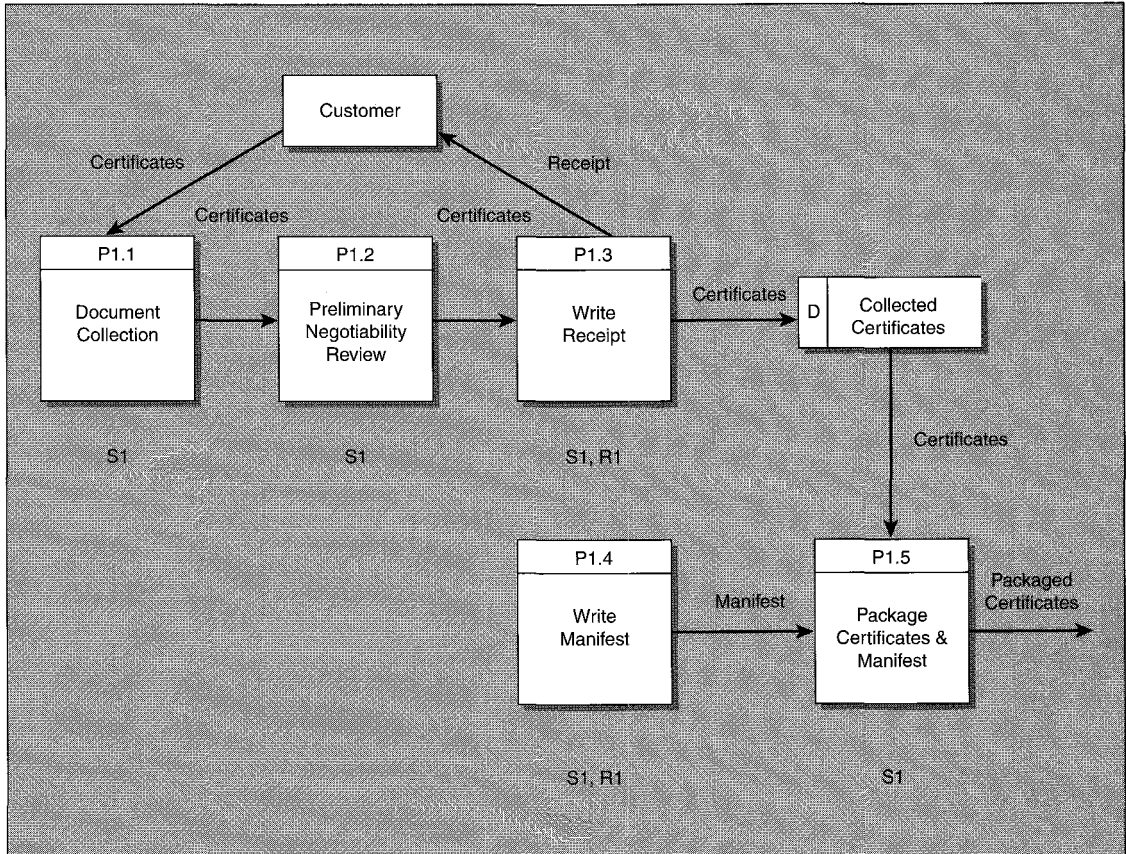 Customer
Certificates
Receipt
Certificates
Certificates
P1.1
Document
Collection
P1.2
Preliminary
Negotiability
Review
P1.3
Write
Receipt
Certificates
D
Collected
Certificates
S1
S1
S1, R1
Certificates
P1.4
Write
Manifest
Manifest
P1.5
Package
Certificates &
Manifest
Packaged
Certificates
S1, R1
S1